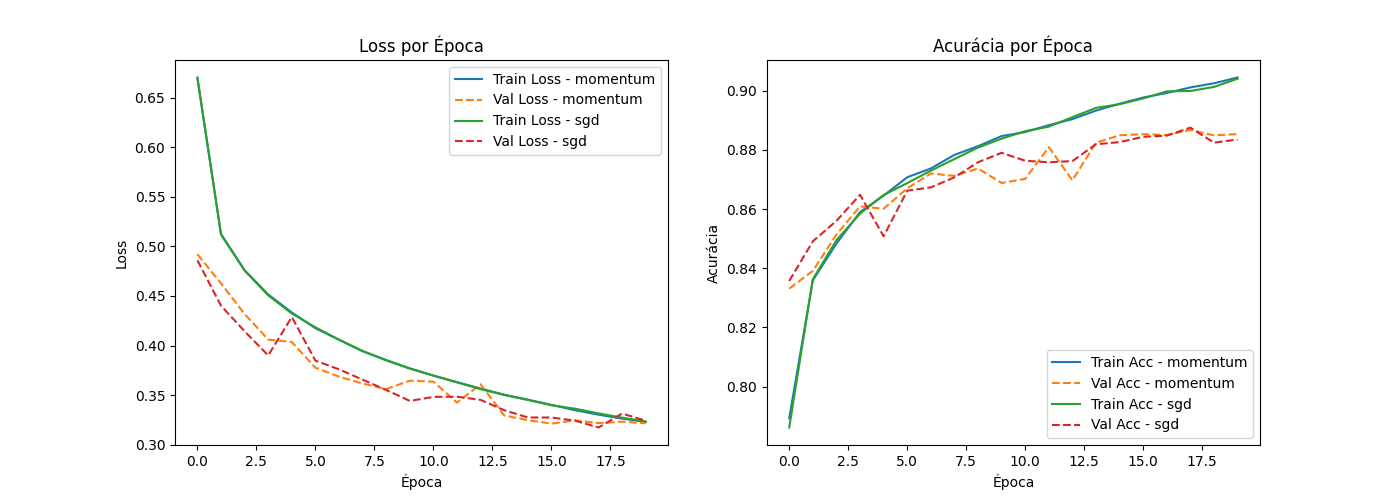 Loss por Época
Train Loss - momentum
Val Loss - momentum
Train Loss - sgd
Val Loss - sgd
Loss
0.65
0.60
0.55
0.50
0.45
0.40
0.35
0.30
0.0 2.5 5.0 7.5 10.0 12.5 15.0 17.5
Época
Acurácia por Época
Acurácia
0.90
0.88
0.86
0.84
0.82
0.80
Train Acc - momentum
Val Acc - momentum
Train Acc - sgd
Val Acc - sgd
0.0 2.5 5.0 7.5 10.0 12.5 15.0 17.5
Época